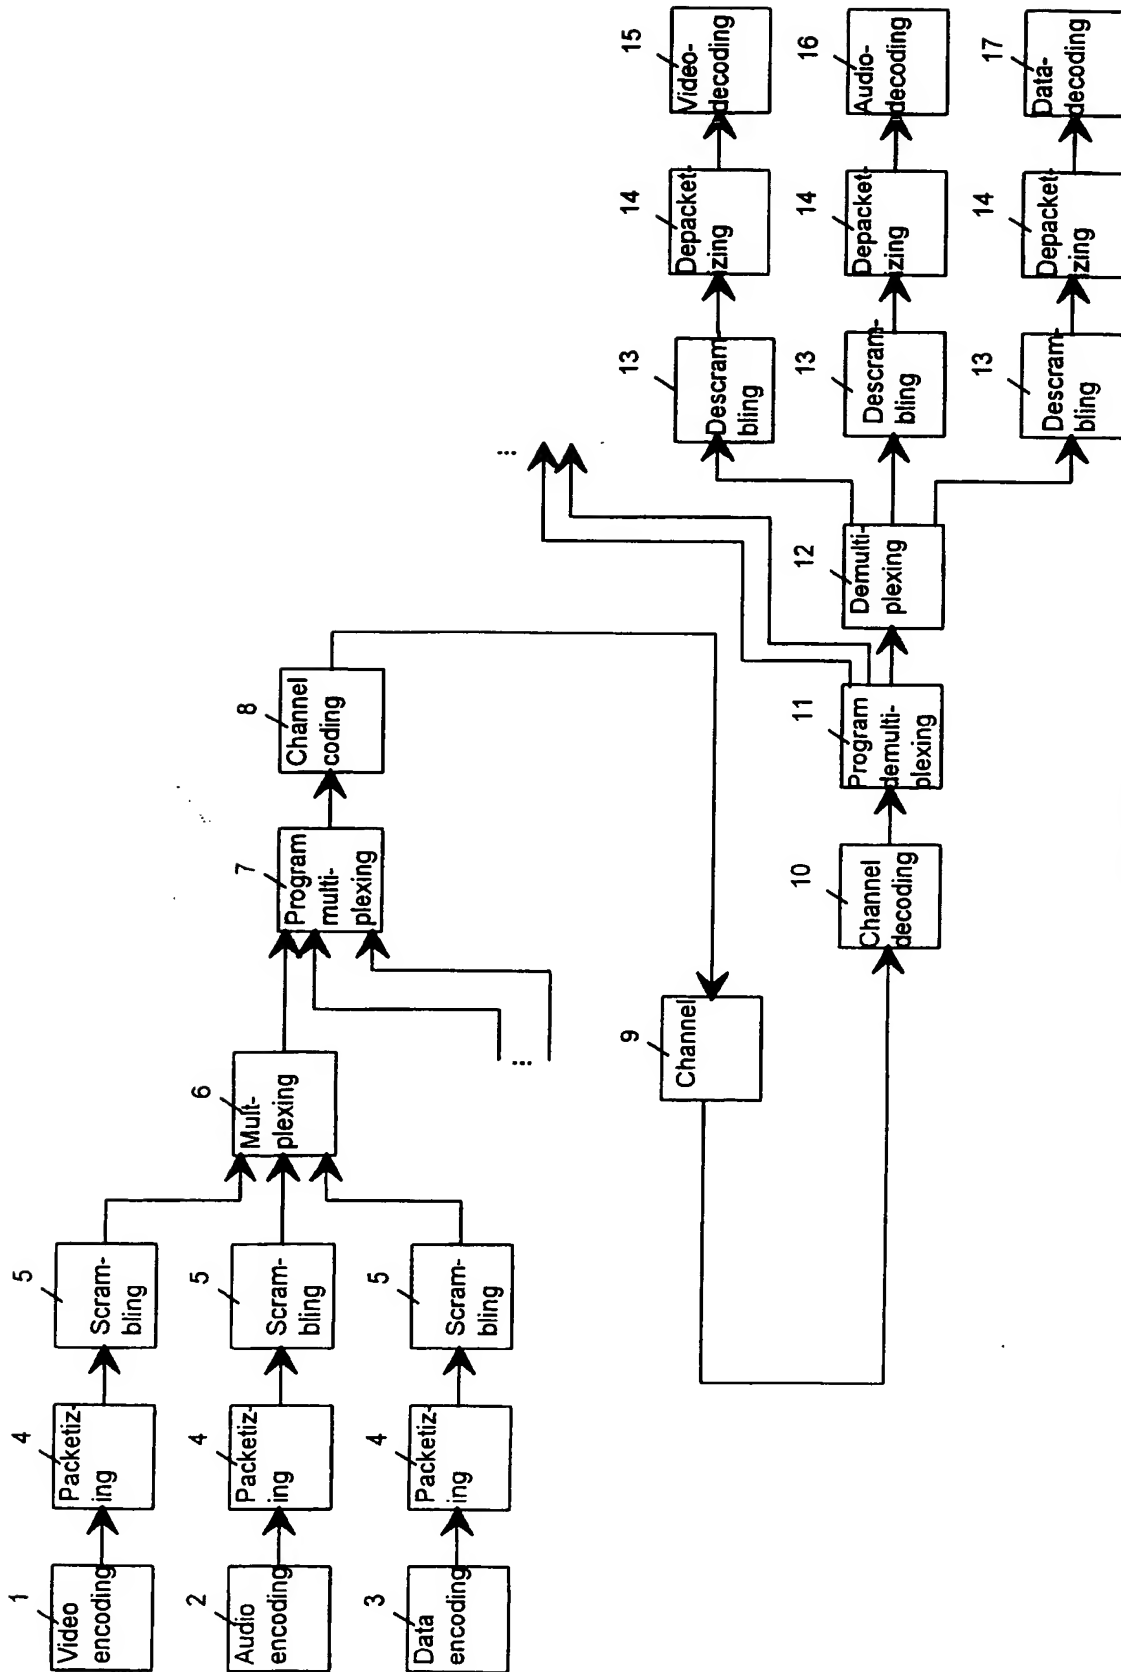 1
Video
encoding
4
Packetiz-
ing
5
Scram-
bling
2
Audio
encoding
4
Packetiz-
ing
5
Scram-
bling
3
Data
encoding
4
Packetiz-
ing
5
Scram-
bling
6
Mult-
plexing
...
7
Program
multi-
plexing
8
Channel
coding
9
Channel
10
Channel
decoding
11
Program
demulti-
plexing
...
12
Demulti-
plexing
13
Descram-
bling
14
Depacket-
izing
15
Video-
decoding
13
Descram-
bling
14
Depacket-
izing
16
Audio-
decoding
13
Descram-
bling
14
Depacket-
izing
17
Data-
decoding